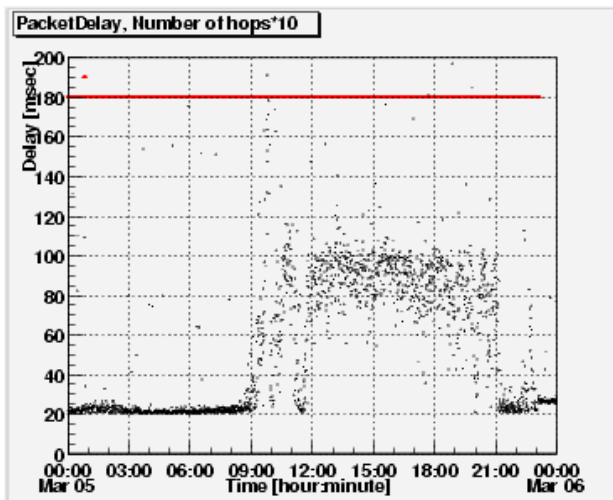 PacketDelay, Number of hops*10
Delay [msec]
200
180
160
140
120
100
80
60
40
20
0
00:00 03:00 06:00 09:00 12:00 15:00 18:00 21:00 00:00
Mar 05 Time [hour:minute] Mar 06